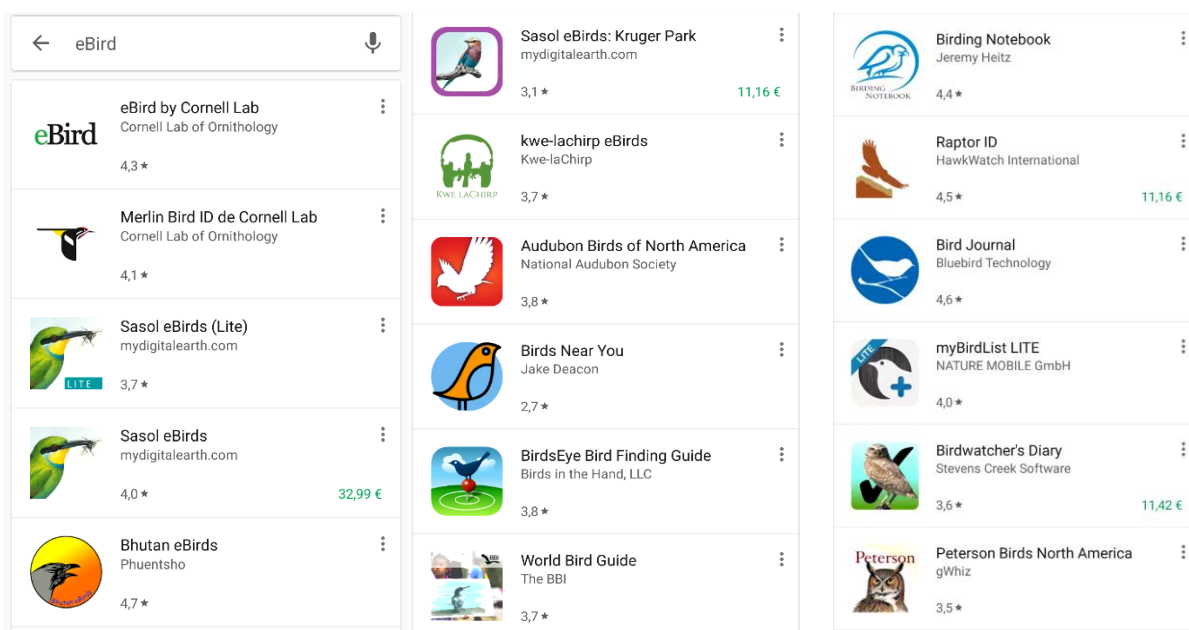 eBird
eBird
eBird by Cornell Lab
Cornell Lab of Ornithology
4,3★
Merlin Bird ID de Cornell Lab
Cornell Lab of Ornithology
4,1★
LITE
Sasol eBirds (Lite)
mydigitalearth.com
3,7★
Sasol eBirds
mydigitalearth.com
4,0★ 32,99 €
Bhutan eBirds
Bhutan eBirds
Phuentsho
4,7★
Sasol eBirds: Kruger Park
mydigitalearth.com
3,1★ 11,16 €
KWE LACHIRP
kwe-lachirp eBirds
Kwe-laChirp
3,7★
Audubon Birds of North America
National Audubon Society
3,8★
Birds Near You
Jake Deacon
2,7★
BirdsEye Bird Finding Guide
Birds in the Hand, LLC
3,8★
BBI
World Bird Guide
The BBI
3,7★
BIRDING
NOTEBOOK
Birding Notebook
Jeremy Heitz
4,4★
Raptor ID
HawkWatch International
4,5★ 11,16 €
Bird Journal
Bluebird Technology
4,6★
LITE
myBirdList LITE
NATURE MOBILE GmbH
4,0★
Birdwatcher's Diary
Stevens Creek Software
3,6★ 11,42 €
Peterson
Peterson Birds North America
gWhiz
3,5★